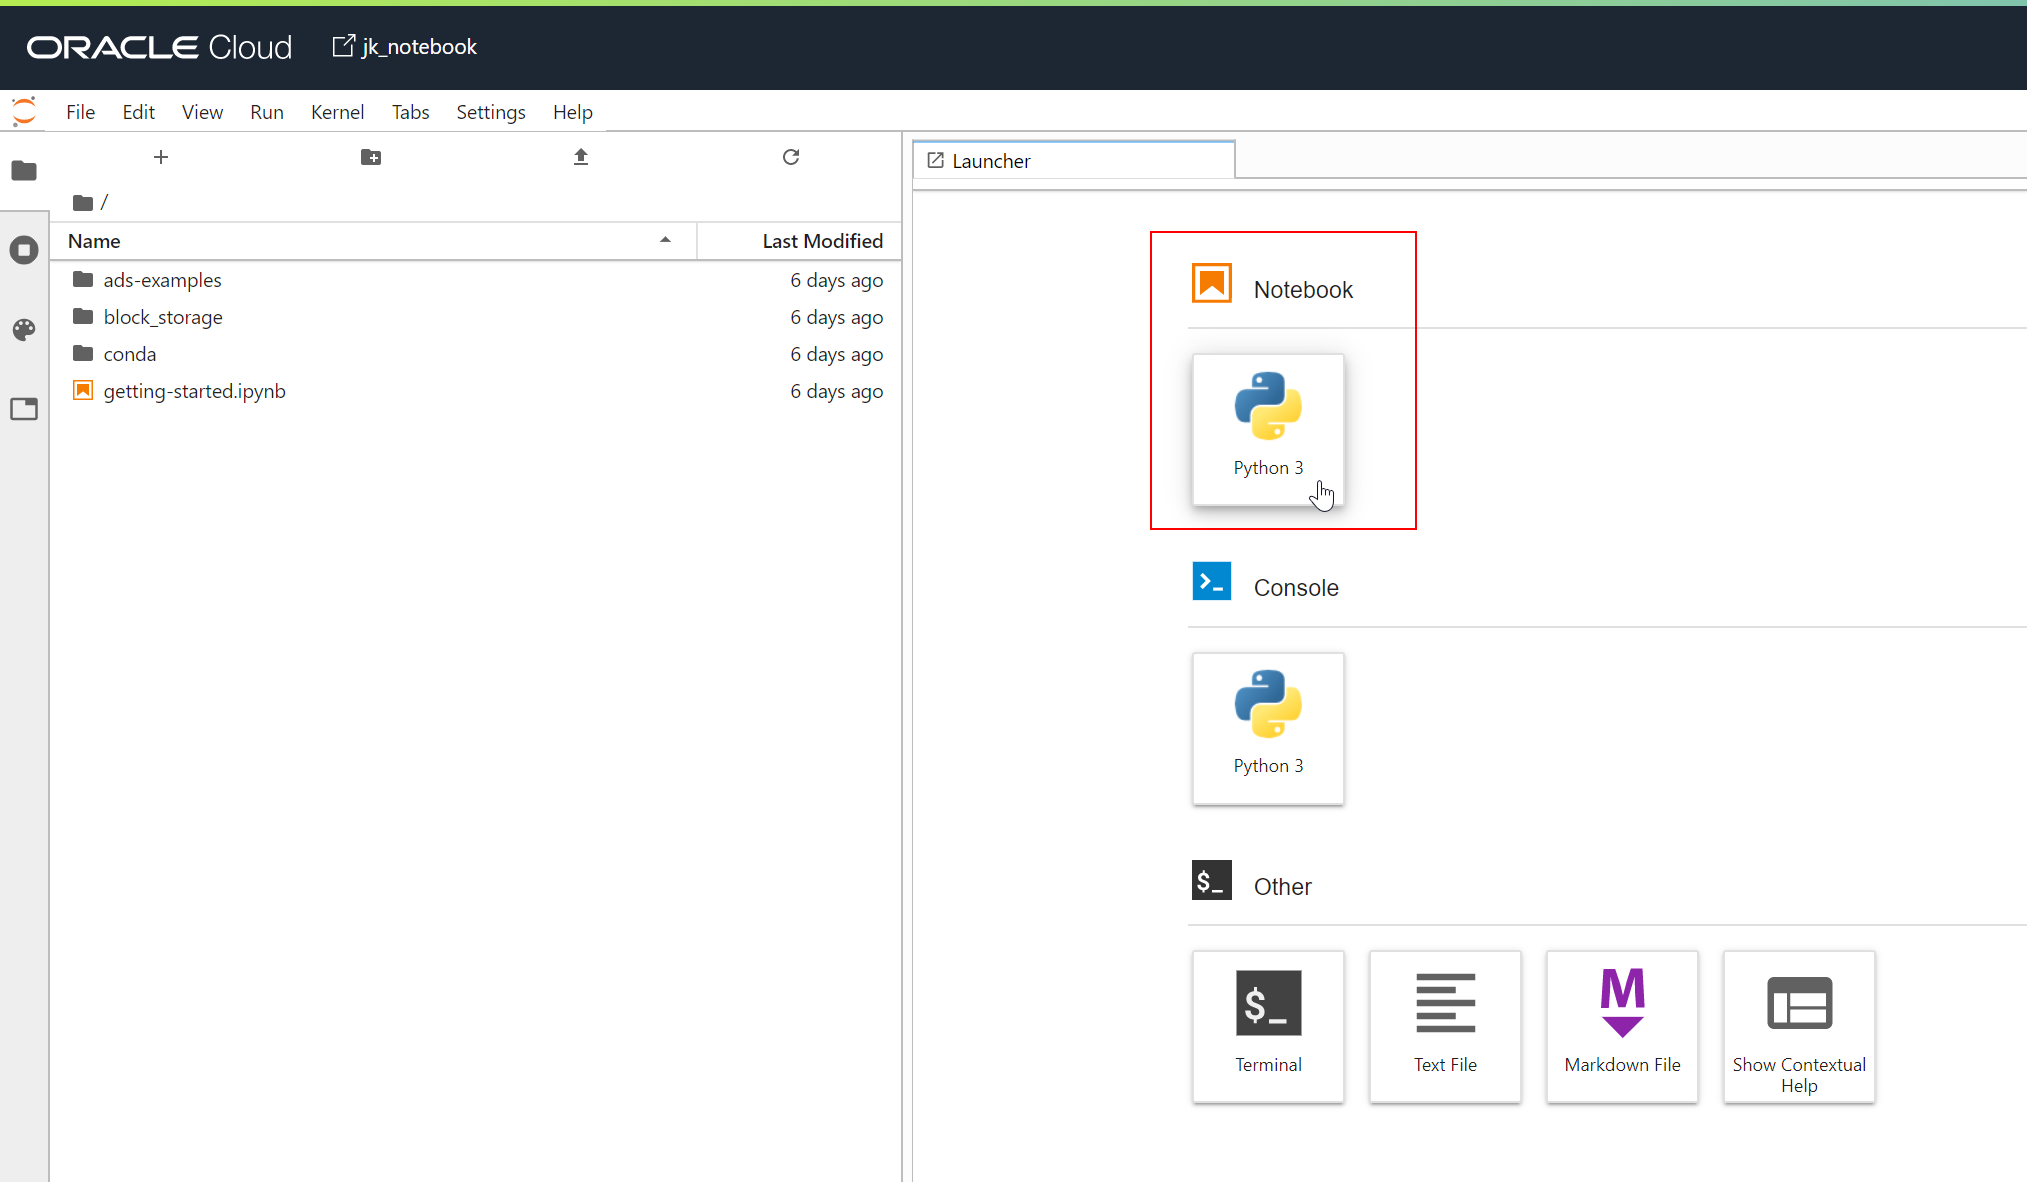 ORACLE Cloud jk_notebook
File Edit View Run Kernel Tabs Settings Help
/
Name Last Modified
ads-examples 6 days ago
block_storage 6 days ago
conda 6 days ago
getting-started.ipynb 6 days ago
Launcher
Notebook
Python 3
>_ Console
Python 3
$_ Other
$_
Terminal
Text File
M
Markdown File
Show Contextual
Help